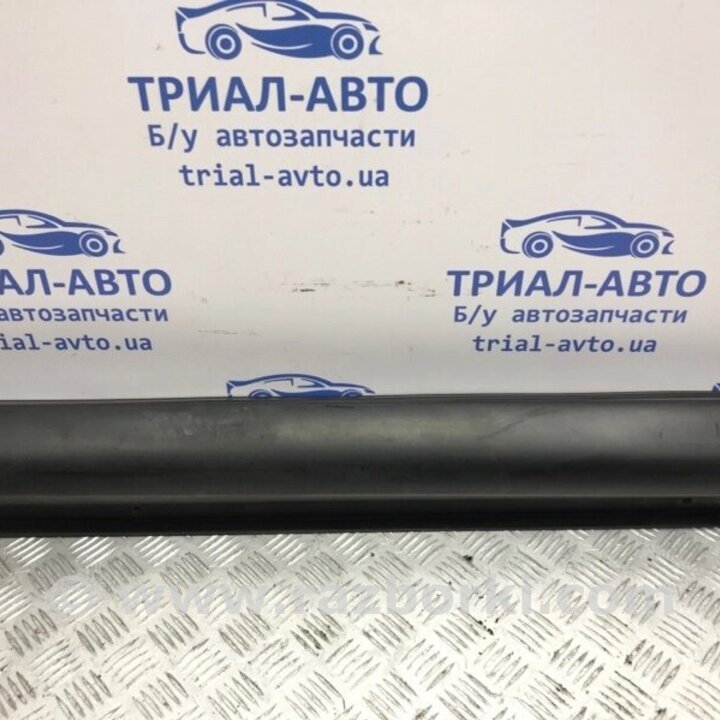 ТРИАЛ-АВТО
Б/у автозапчасти
trial-avto.ua
АЛ-АВТО
автозапчасти
ial-avto.ua
ТРИАЛ-АВТО
Б/у автозапчасти
trial-avto.ua
© www.razborki.com